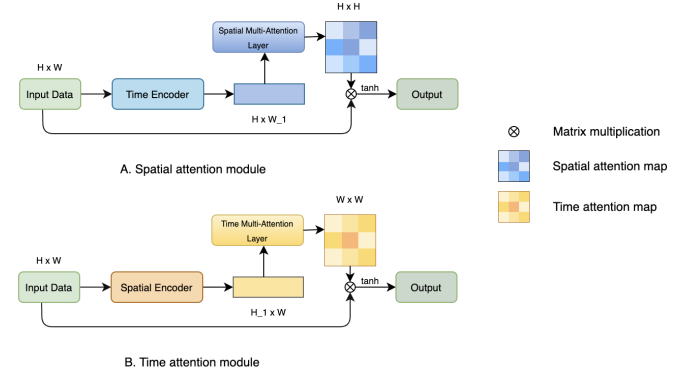 H x H
Spatial Multi-Attention
Layer
H x W
Input Data
Time Encoder
tanh
Output
H x W_1
A. Spatial attention module
Matrix multiplication
Spatial attention map
Time attention map
W x W
Time Multi-Attention
Layer
H x W
Input Data
Spatial Encoder
tanh
Output
H_1 x W
B. Time attention module